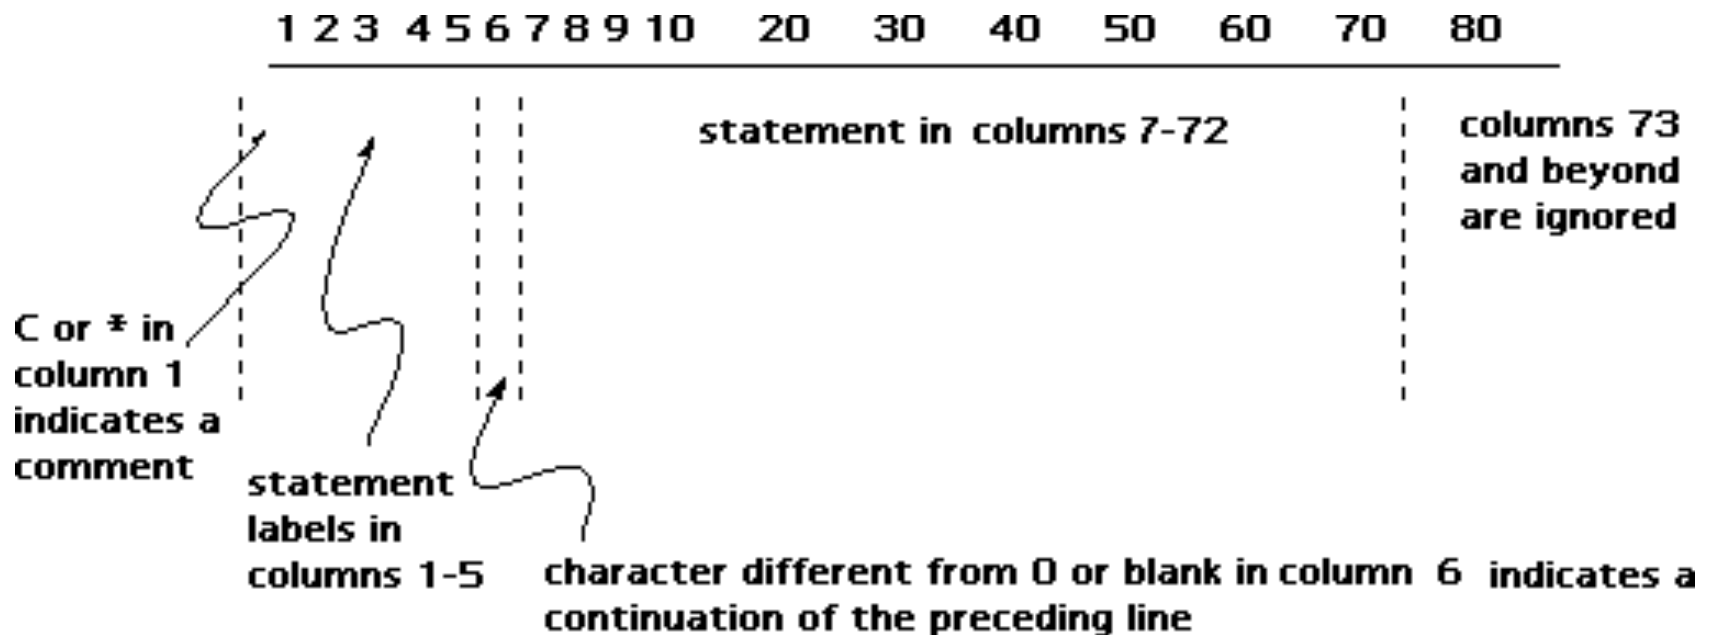 1 2 3 4 5 6 7 8 9 10 20 30 40 50 60 70 80
statement in columns 7-72
columns 73
and beyond
are ignored
C or * in
column 1
indicates a
comment
statement
labels in
columns 1-5
character different from 0 or blank in column 6 indicates a
continuation of the preceding line